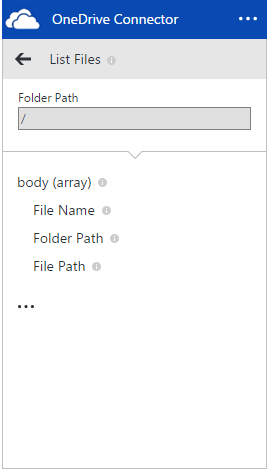 OneDrive Connector
List Files
Folder Path
/
body (array)
File Name
Folder Path
File Path